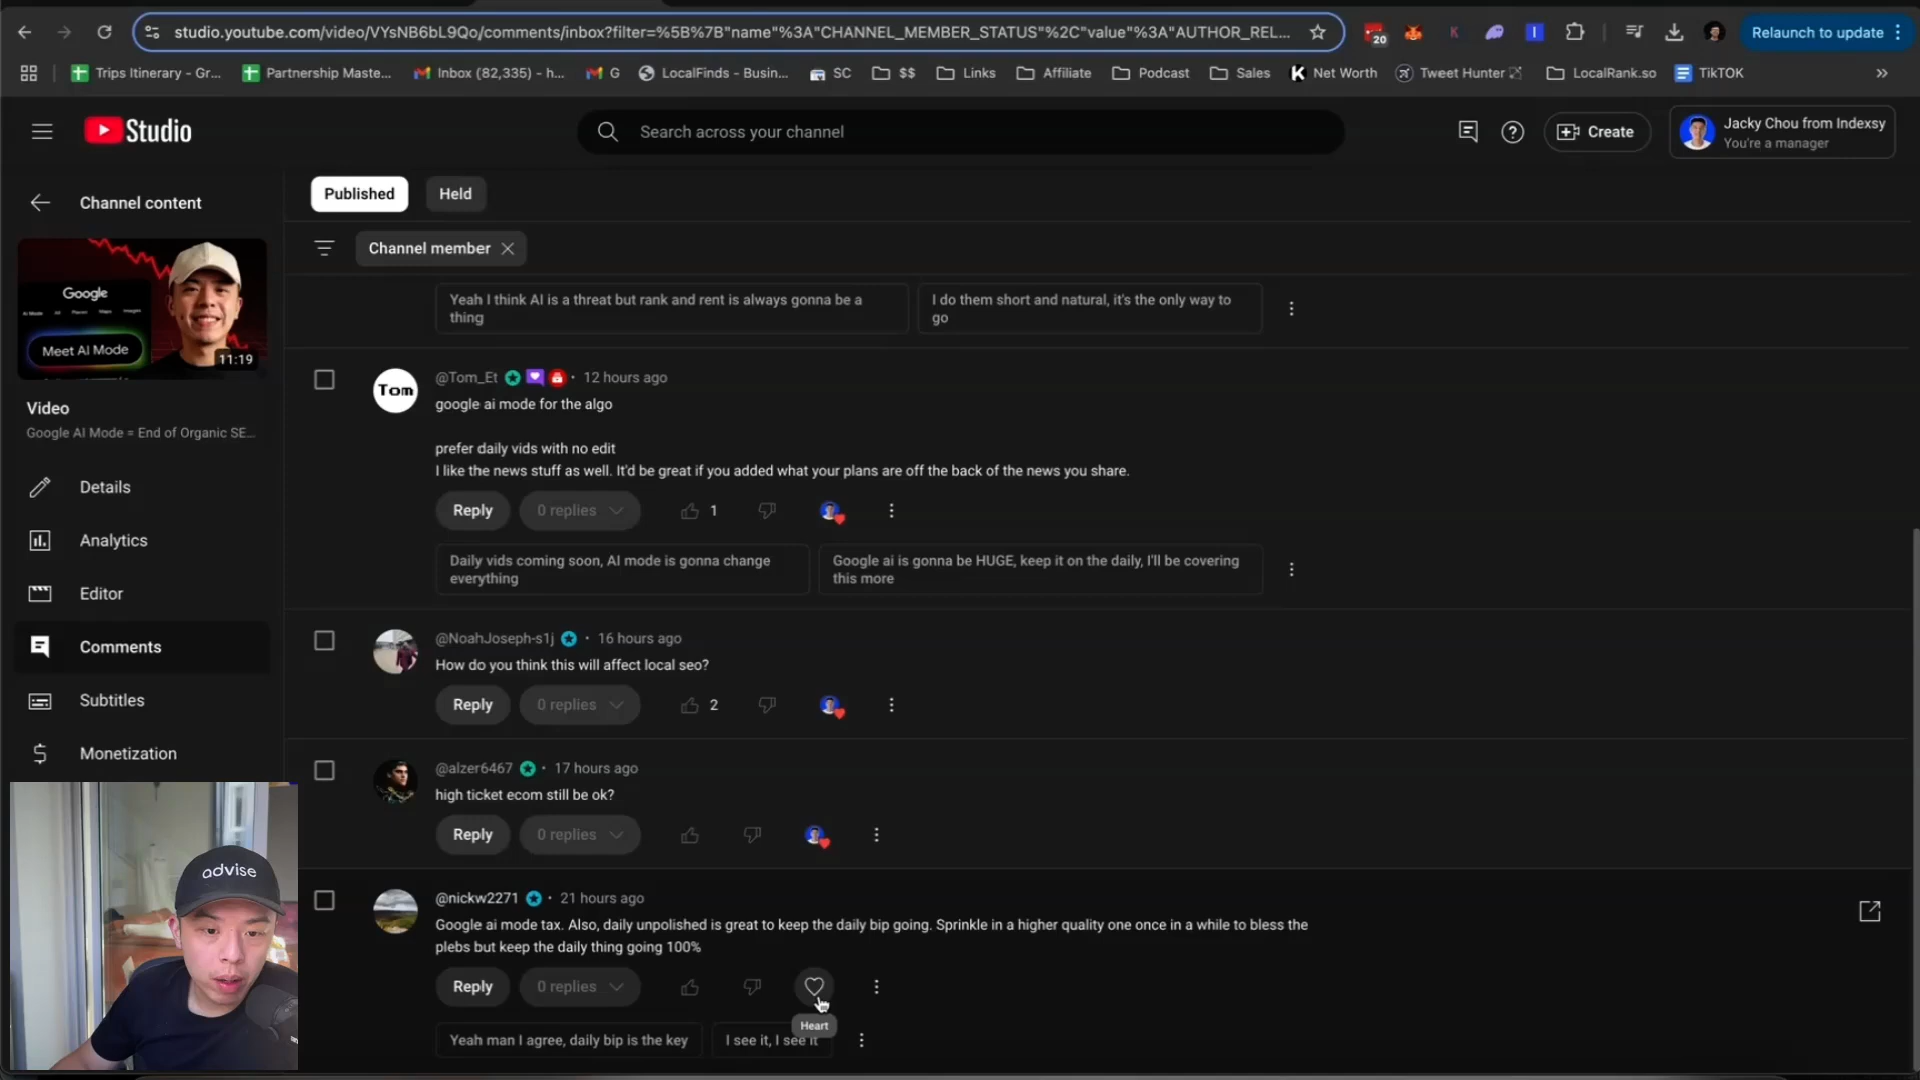 studio.youtube.com/video/VYsNB6bL9Qo/comments/inbox?filter=%5B%7B"name"%3A"CHANNEL_MEMBER_STATUS"%2C"value"%3A"AUTHOR_REL...
20
Relaunch to update
Trips Itinerary - Gr...
Partnership Maste...
Inbox (82,335) - h...
G
LocalFinds - Busin...
SC
$$
Links
Affiliate
Podcast
Sales
Net Worth
Tweet Hunter
LocalRank.so
TikTOK
Studio
Search across your channel
Create
Jacky Chou from Indexsy
You're a manager
Channel content
Published
Held
Channel member
Google
Meet AI Mode
11:19
Video
Google AI Mode = End of Organic SE...
Details
Analytics
Editor
Comments
Subtitles
Monetization
Yeah I think AI is a threat but rank and rent is always gonna be a
thing
I do them short and natural, it's the only way to
go
Tom
@Tom_Et · 12 hours ago
google ai mode for the algo
prefer daily vids with no edit
I like the news stuff as well. It'd be great if you added what your plans are off the back of the news you share.
Reply
0 replies
1
Daily vids coming soon, AI mode is gonna change
everything
Google ai is gonna be HUGE, keep it on the daily, I'll be covering
this more
@NoahJoseph-s1j · 16 hours ago
How do you think this will affect local seo?
Reply
0 replies
2
@alzer6467 · 17 hours ago
high ticket ecom still be ok?
Reply
0 replies
@nickw2271 · 21 hours ago
Google ai mode tax. Also, daily unpolished is great to keep the daily bip going. Sprinkle in a higher quality one once in a while to bless the
plebs but keep the daily thing going 100%
Reply
0 replies
Heart
Yeah man I agree, daily bip is the key
I see it, I see it
advise